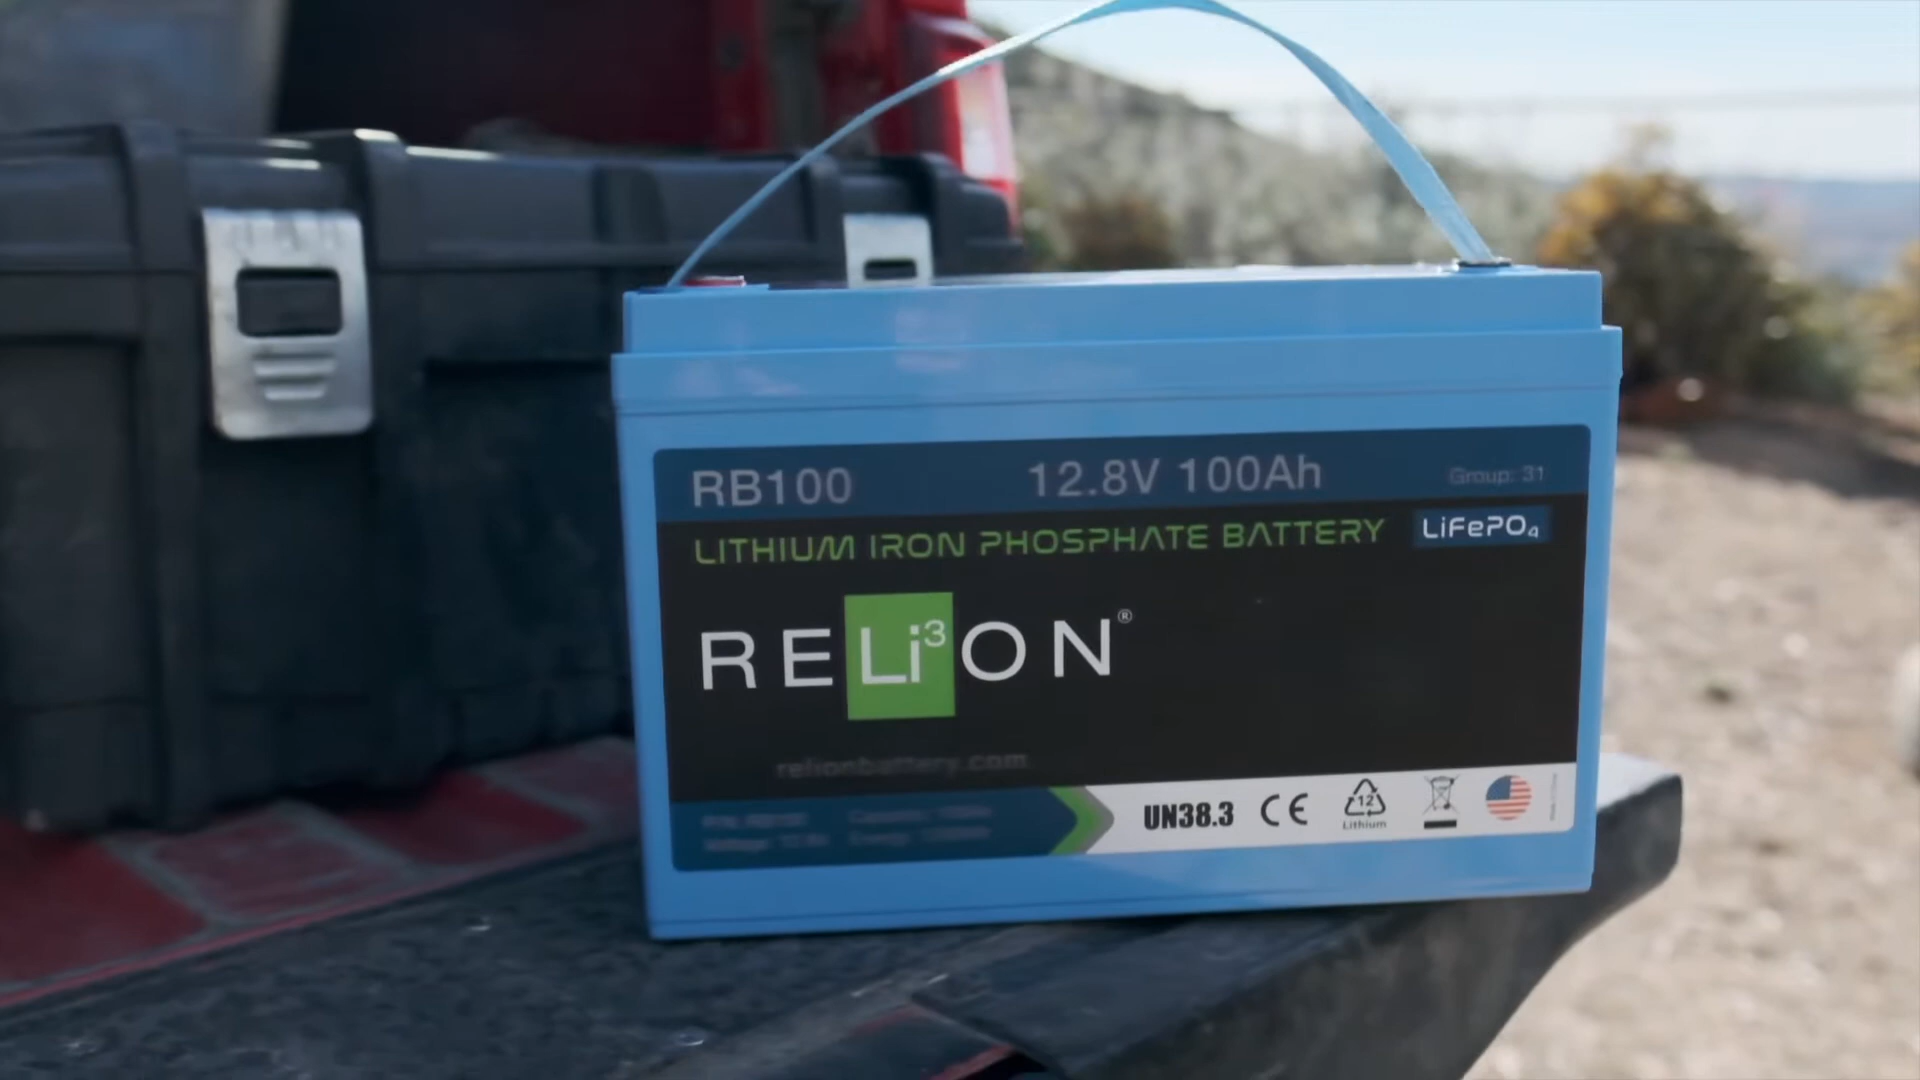 RB100 12.8V 100Ah Group: 31
LITHIUM IRON PHOSPHATE BATTERY LiFePO₄
RELi³ON®
relionbattery.com
UN38.3 CE 12
Lithium